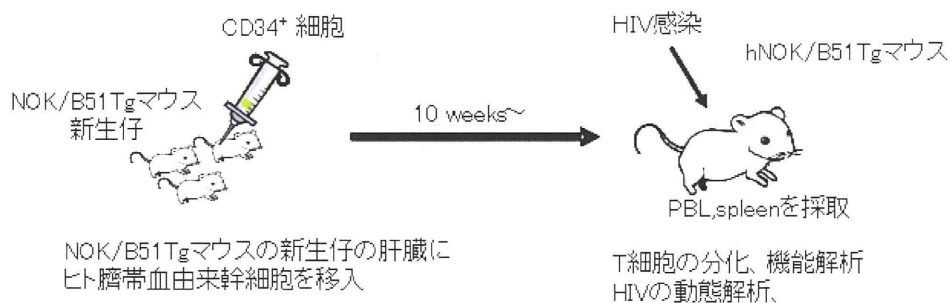 CD34⁺ 細胞
NOK/B51Tgマウス
新生仔
10 weeks～
HIV感染
hNOK/B51Tgマウス
PBL,spleenを採取
NOK/B51Tgマウスの新生仔の肝臓に
ヒト臍帯血由来幹細胞を移入
T細胞の分化、機能解析
HIVの動態解析、